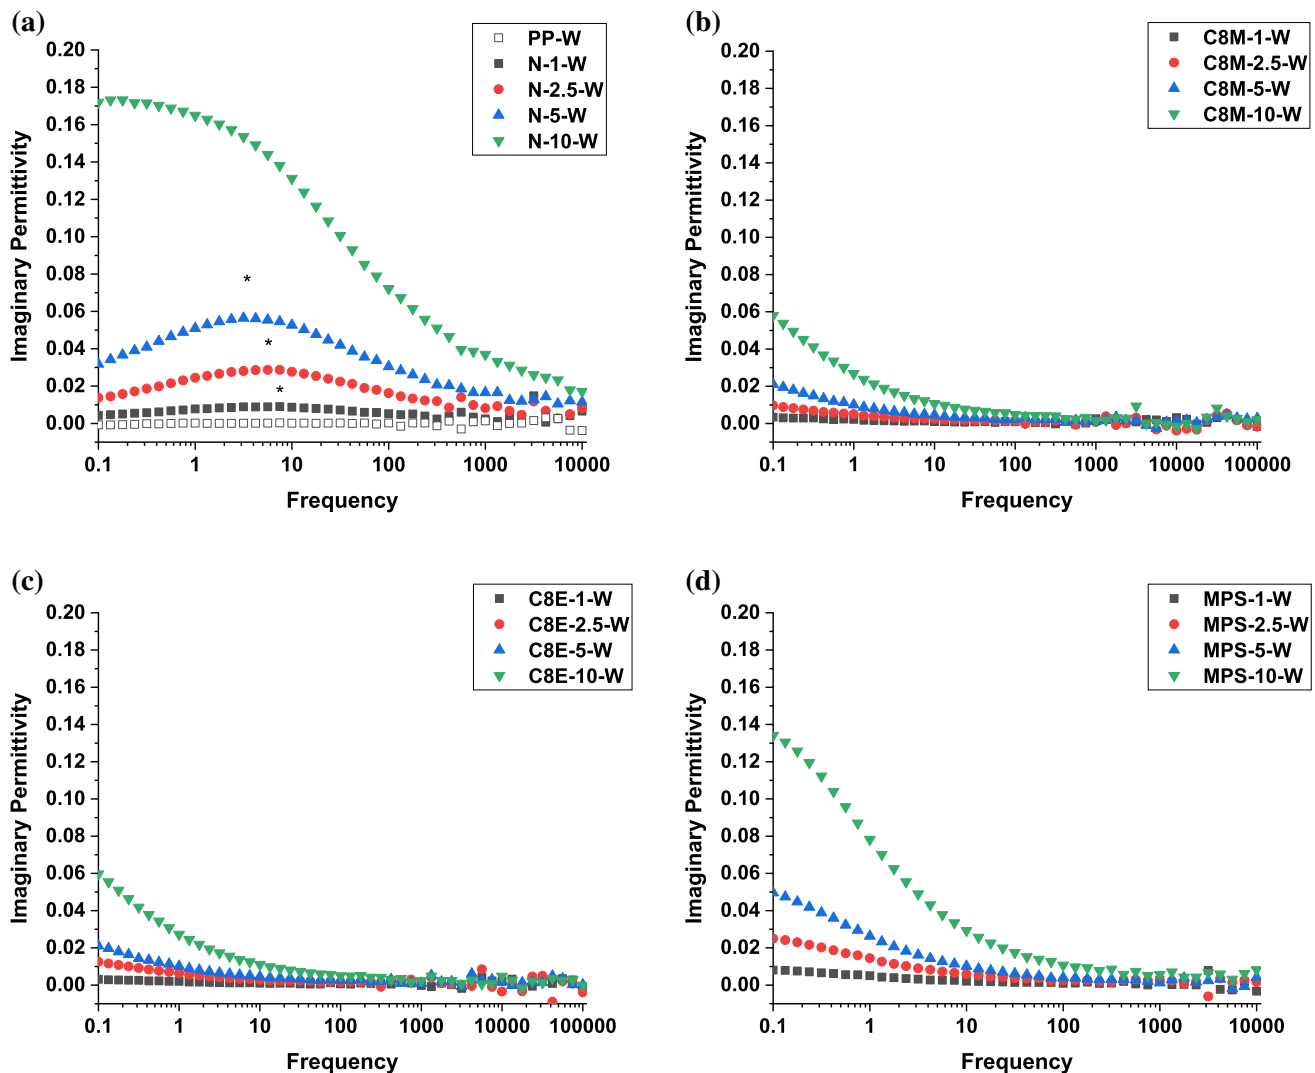 (a)
PP-W
N-1-W
N-2.5-W
N-5-W
N-10-W
0.20
0.18
0.16
0.14
0.12
0.10
0.08
0.06
0.04
0.02
0.00
Imaginary Permittivity
*
*
*
0.1 1 10 100 1000 10000
Frequency
(b)
C8M-1-W
C8M-2.5-W
C8M-5-W
C8M-10-W
0.20
0.18
0.16
0.14
0.12
0.10
0.08
0.06
0.04
0.02
0.00
Imaginary Permittivity
0.1 1 10 100 1000 10000 100000
Frequency
(c)
C8E-1-W
C8E-2.5-W
C8E-5-W
C8E-10-W
0.20
0.18
0.16
0.14
0.12
0.10
0.08
0.06
0.04
0.02
0.00
Imaginary Permittivity
0.1 1 10 100 1000 10000 100000
Frequency
(d)
MPS-1-W
MPS-2.5-W
MPS-5-W
MPS-10-W
0.20
0.18
0.16
0.14
0.12
0.10
0.08
0.06
0.04
0.02
0.00
Imaginary Permittivity
0.1 1 10 100 1000 10000
Frequency